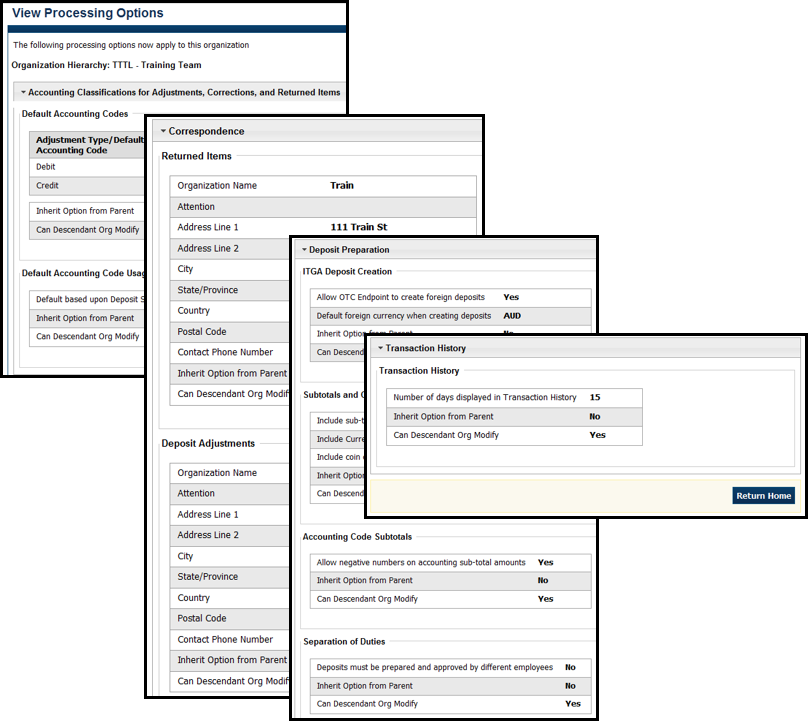 View Processing Options
The following processing options now apply to this organization
Organization Hierarchy: TTTL - Training Team
Accounting Classifications for Adjustments, Corrections, and Returned Items
Default Accounting Codes
Adjustment Type/Default
Accounting Code
Debit
Credit
Inherit Option from Parent
Can Descendant Org Modify
Default Accounting Code Usag
Default based upon Deposit S
Inherit Option from Parent
Can Descendant Org Modify
Correspondence
Returned Items
Organization Name Train
Attention
Address Line 1 111 Train St
Address Line 2
City
State/Province
Country
Postal Code
Contact Phone Number
Inherit Option from Parent
Can Descendant Org Modif
Deposit Adjustments
Organization Name
Attention
Address Line 1
Address Line 2
City
State/Province
Country
Postal Code
Contact Phone Number
Inherit Option from Parent
Can Descendant Org Modif
Deposit Preparation
ITGA Deposit Creation
Allow OTC Endpoint to create foreign deposits Yes
Default foreign currency when creating deposits AUD
Inherit Option from Parent No
Can Descend
Subtotals and C
Include sub-t
Include Curre
Include coin
Inherit Option
Can Descend
Accounting Code Subtotals
Allow negative numbers on accounting sub-total amounts Yes
Inherit Option from Parent No
Can Descendant Org Modify Yes
Separation of Duties
Deposits must be prepared and approved by different employees No
Inherit Option from Parent No
Can Descendant Org Modify Yes
Transaction History
Transaction History
Number of days displayed in Transaction History 15
Inherit Option from Parent No
Can Descendant Org Modify Yes
Return Home